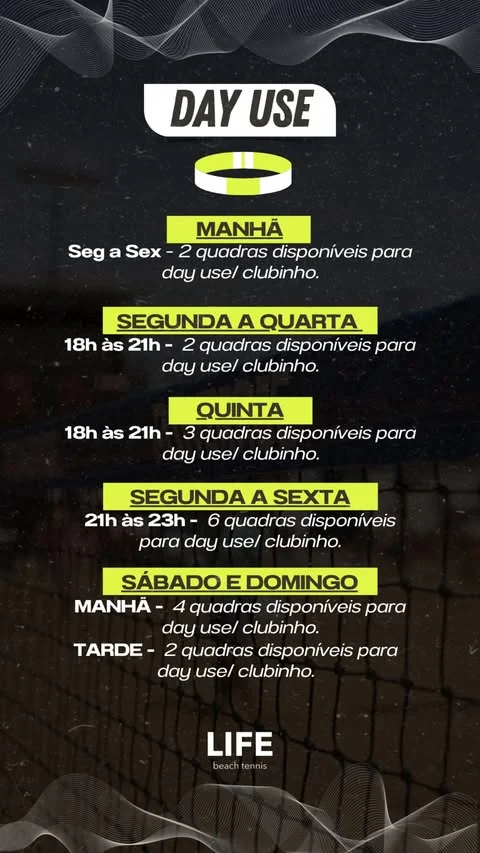 DAY USE
MANHÃ
Seg a Sex - 2 quadras disponíveis para
day use/ clubinho.
SEGUNDA A QUARTA
18h às 21h - 2 quadras disponíveis para
day use/ clubinho.
QUINTA
18h às 21h - 3 quadras disponíveis para
day use/ clubinho.
SEGUNDA A SEXTA
21h às 23h - 6 quadras disponíveis
para day use/ clubinho.
SÁBADO E DOMINGO
MANHÃ - 4 quadras disponíveis para
day use/ clubinho.
TARDE - 2 quadras disponíveis para
day use/ clubinho.
LIFE
beach tennis